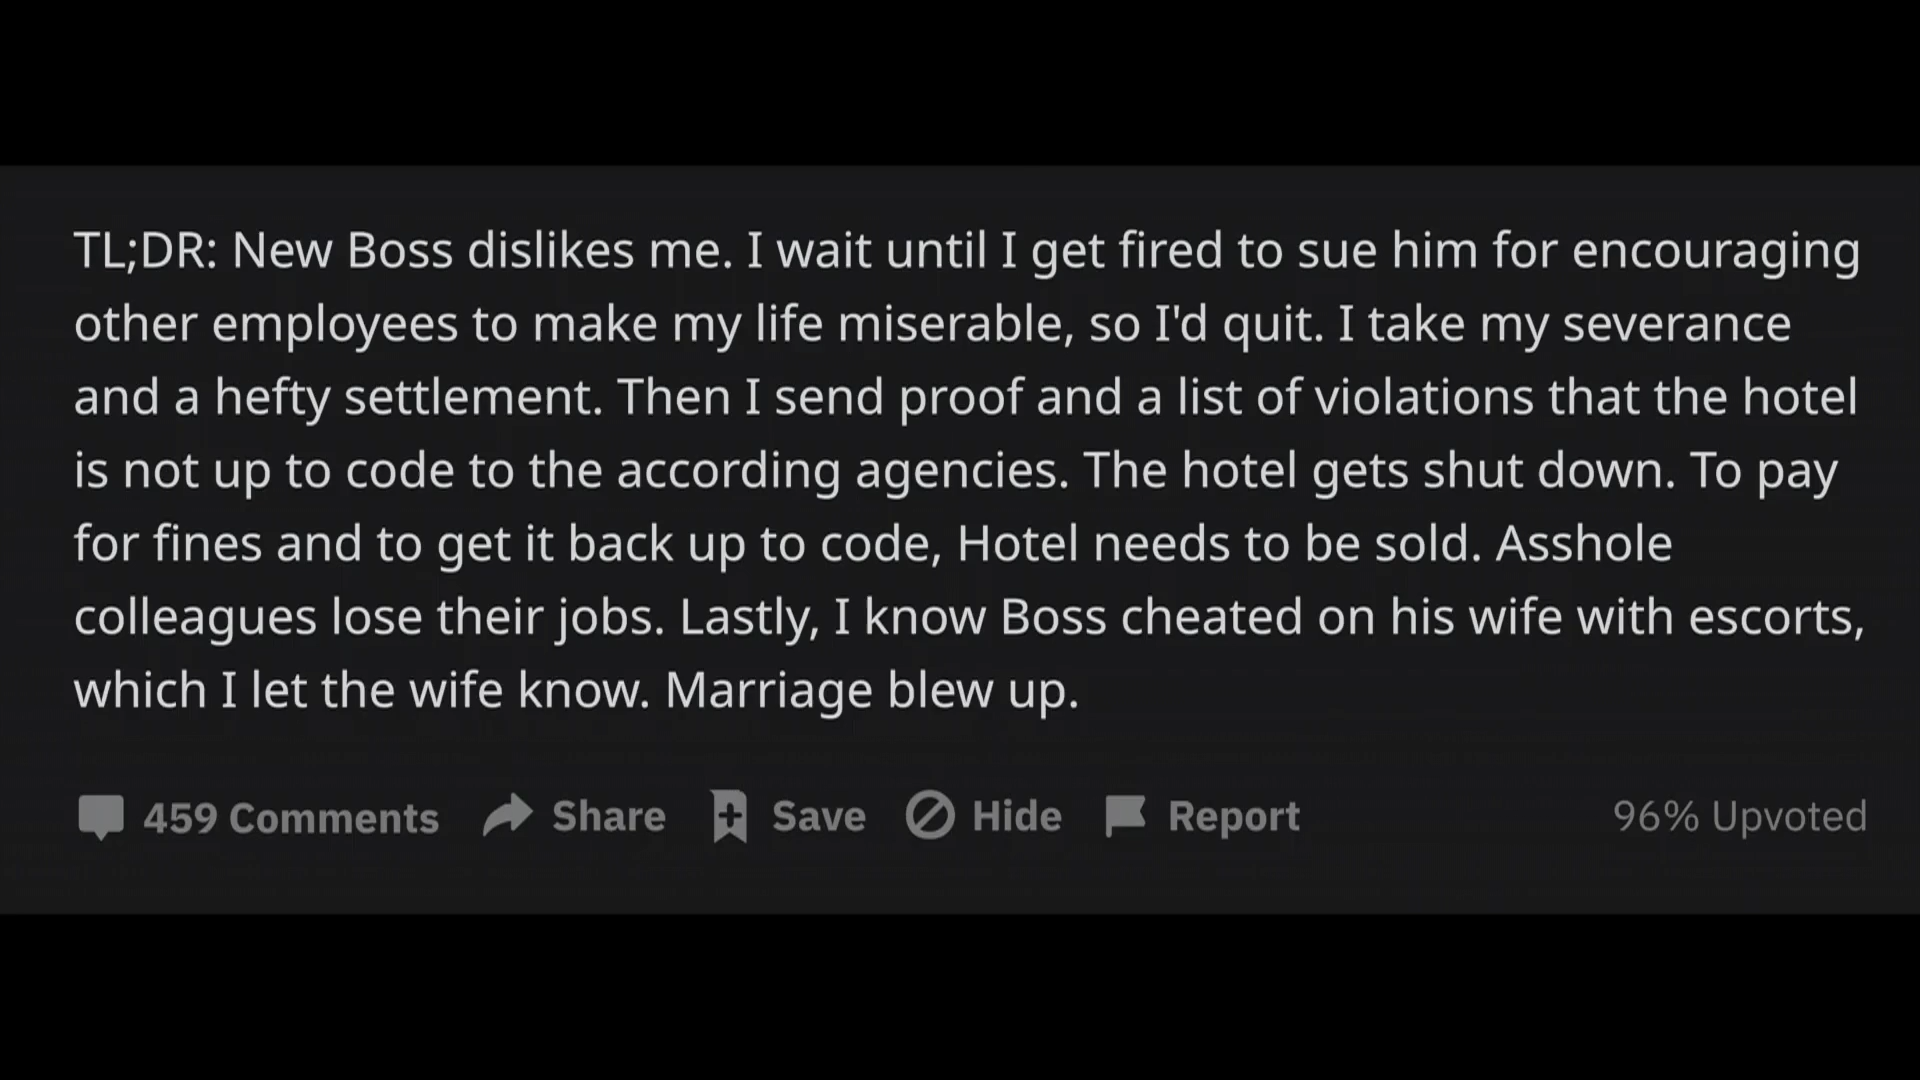 TL;DR: New Boss dislikes me. I wait until I get fired to sue him for encouraging
other employees to make my life miserable, so I'd quit. I take my severance
and a hefty settlement. Then I send proof and a list of violations that the hotel
is not up to code to the according agencies. The hotel gets shut down. To pay
for fines and to get it back up to code, Hotel needs to be sold. Asshole
colleagues lose their jobs. Lastly, I know Boss cheated on his wife with escorts,
which I let the wife know. Marriage blew up.
459 Comments Share Save Hide Report 96% Upvoted